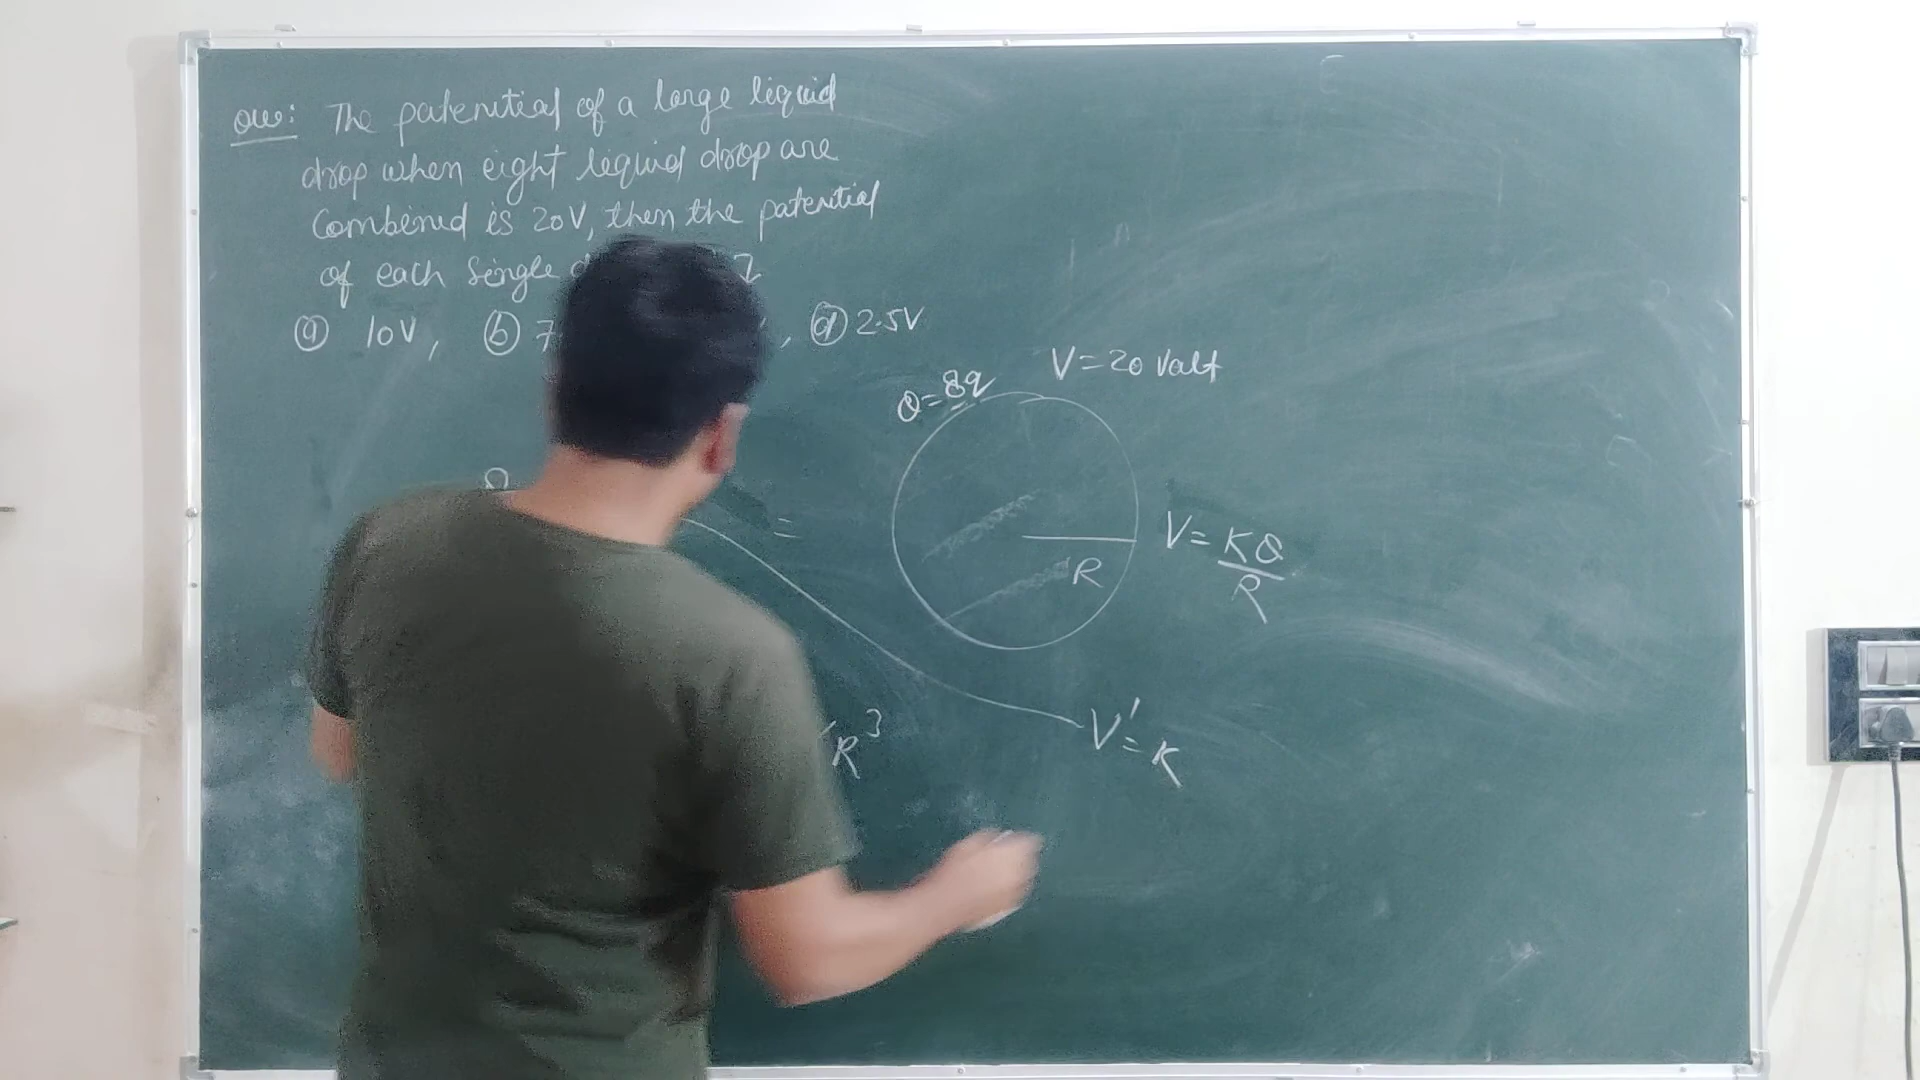 Que: The potential of a large liquid
drop when eight liquid drop are
Combined is 20V, then the potential
of each single
(a) 10V, (b) 7 , (d) 2.5V
V = 20 Volt
Q = 8q
=
R
V = KQ/R
R³
V' = K